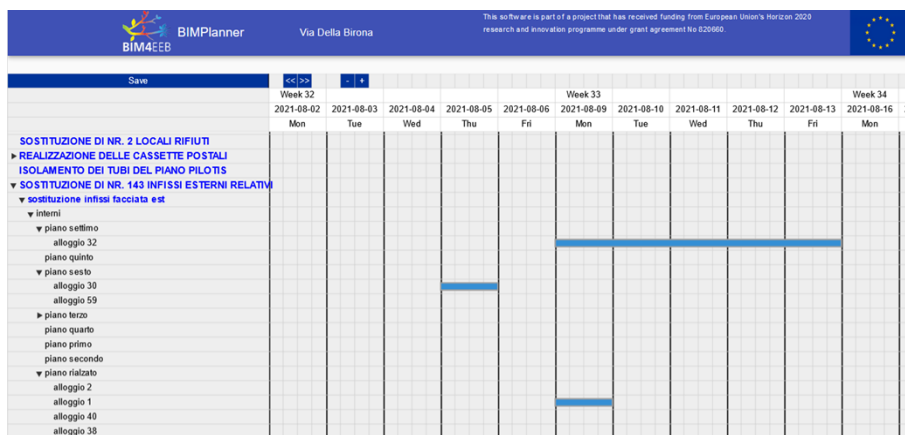 This software is part of a project that has received funding from European Union's Horizon 2020
research and innovation programme under grant agreement No 820660.
BIM4EEB
BIMPlanner
Via Della Birona
Save
<< >> - +
Week 32 Week 33 Week 34
2021-08-02 2021-08-03 2021-08-04 2021-08-05 2021-08-06 2021-08-09 2021-08-10 2021-08-11 2021-08-12 2021-08-13 2021-08-16
Mon Tue Wed Thu Fri Mon Tue Wed Thu Fri Mon
SOSTITUZIONE DI NR. 2 LOCALI RIFIUTI
REALIZZAZIONE DELLE CASSETTE POSTALI
ISOLAMENTO DEI TUBI DEL PIANO PILOTIS
SOSTITUZIONE DI NR. 143 INFISSI ESTERNI RELATIVI
sostituzione infissi facciata est
interni
piano settimo
alloggio 32
piano quinto
piano sesto
alloggio 30
alloggio 59
piano terzo
piano quarto
piano primo
piano secondo
piano rialzato
alloggio 2
alloggio 1
alloggio 40
alloggio 38